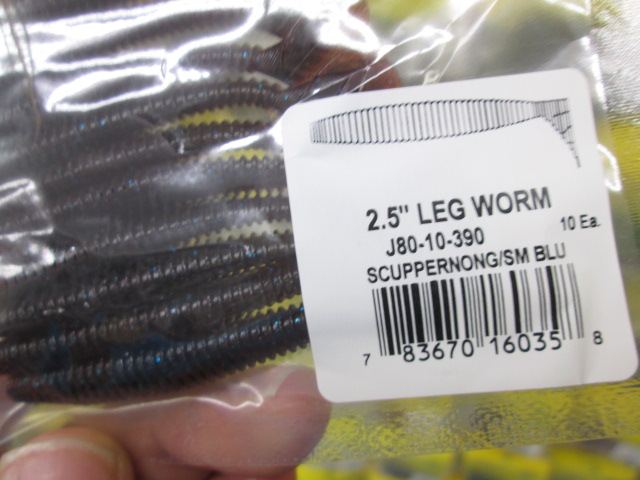 2.5" LEG WORM
J80-10-390 10 Ea.
SCUPPERNONG/SM BLU
7 83670 16035 8